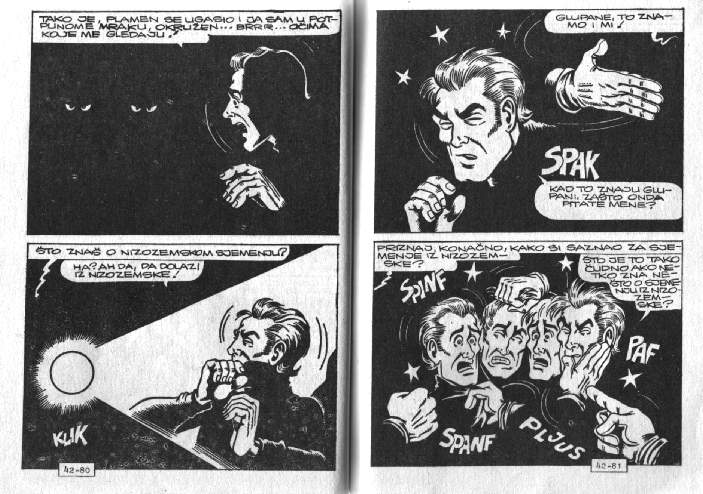 TAKO JE, PLAMEN SE UGASIO I JA SAM U POT-
PUNOME MRAKU, OKRUŽEN... BRRR... OČIMA
KOJE ME GLEDAJU!
ŠTO ZNAŠ O NIZOZEMSKOM SJEMENJU?
HA? AH DA, DA DOLAZI
IZ NIZOZEMSKE!
KLIK
42-80
GLUPANE, TO ZNA-
MO I MI!
SPAK
KAD TO ZNAJU GLU-
PANI, ZAŠTO ONDA
PITATE MENE?
PRIZNAJ, KONAČNO, KAKO SI SAZNAO ZA SJE-
MENJE IZ NIZOZEM-
SKE?
ŠTO JE TO TAKO
ČUDNO AKO NE-
TKO ZNA NE-
ŠTO O SJEME-
NJU IZ NIZO-
ZEM-
SKE?
SPINF
PAF
SPANF
PLJUS
42-81